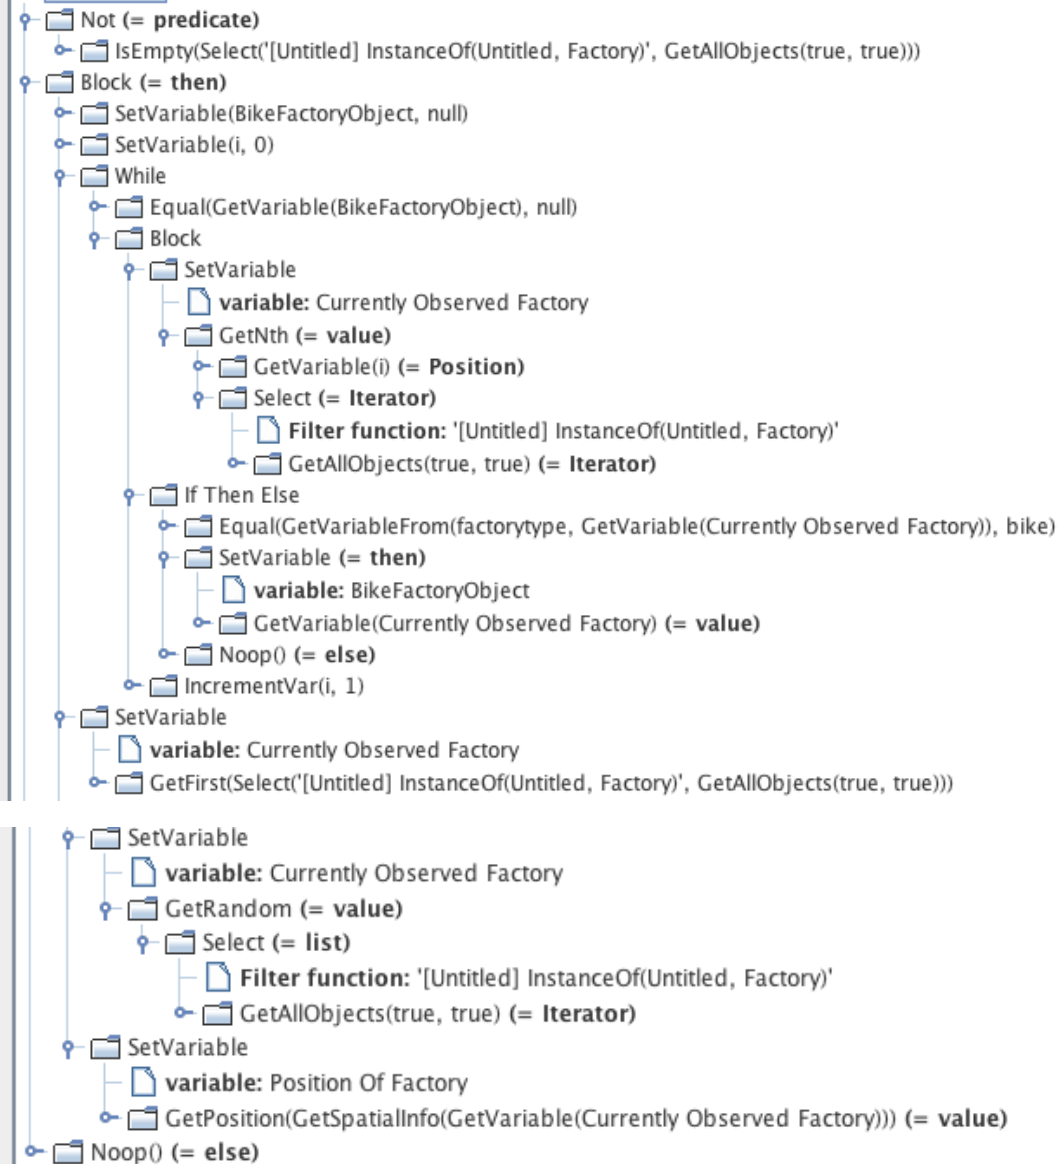 Not (= predicate)
IsEmpty(Select('[Untitled] InstanceOf(Untitled, Factory)', GetAllObjects(true, true)))
Block (= then)
SetVariable(BikeFactoryObject, null)
SetVariable(i, 0)
While
Equal(GetVariable(BikeFactoryObject), null)
Block
SetVariable
variable: Currently Observed Factory
GetNth (= value)
GetVariable(i) (= Position)
Select (= Iterator)
Filter function: '[Untitled] InstanceOf(Untitled, Factory)'
GetAllObjects(true, true) (= Iterator)
If Then Else
Equal(GetVariableFrom(factorytype, GetVariable(Currently Observed Factory)), bike)
SetVariable (= then)
variable: BikeFactoryObject
GetVariable(Currently Observed Factory) (= value)
Noop() (= else)
IncrementVar(i, 1)
SetVariable
variable: Currently Observed Factory
GetFirst(Select('[Untitled] InstanceOf(Untitled, Factory)', GetAllObjects(true, true)))
SetVariable
variable: Currently Observed Factory
GetRandom (= value)
Select (= list)
Filter function: '[Untitled] InstanceOf(Untitled, Factory)'
GetAllObjects(true, true) (= Iterator)
SetVariable
variable: Position Of Factory
GetPosition(GetSpatialInfo(GetVariable(Currently Observed Factory))) (= value)
Noop() (= else)